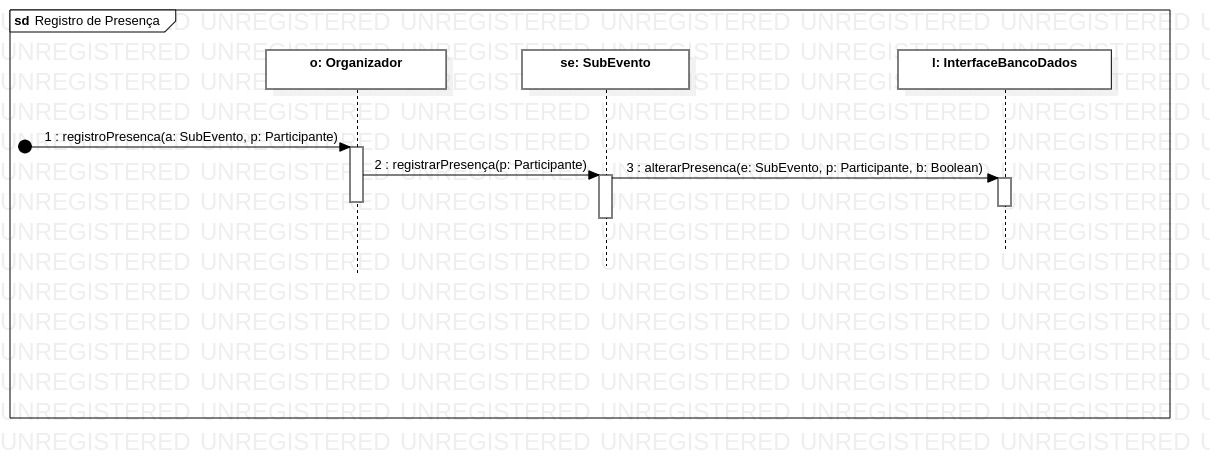 sd Registro de Presença
o: Organizador
se: SubEvento
I: InterfaceBancoDados
1 : registroPresenca(a: SubEvento, p: Participante)
2 : registrarPresença(p: Participante)
3 : alterarPresenca(e: SubEvento, p: Participante, b: Boolean)
UNREGISTERED UNREGISTERED UNREGISTERED UNREGISTERED UNREGISTERED UNREGISTERED